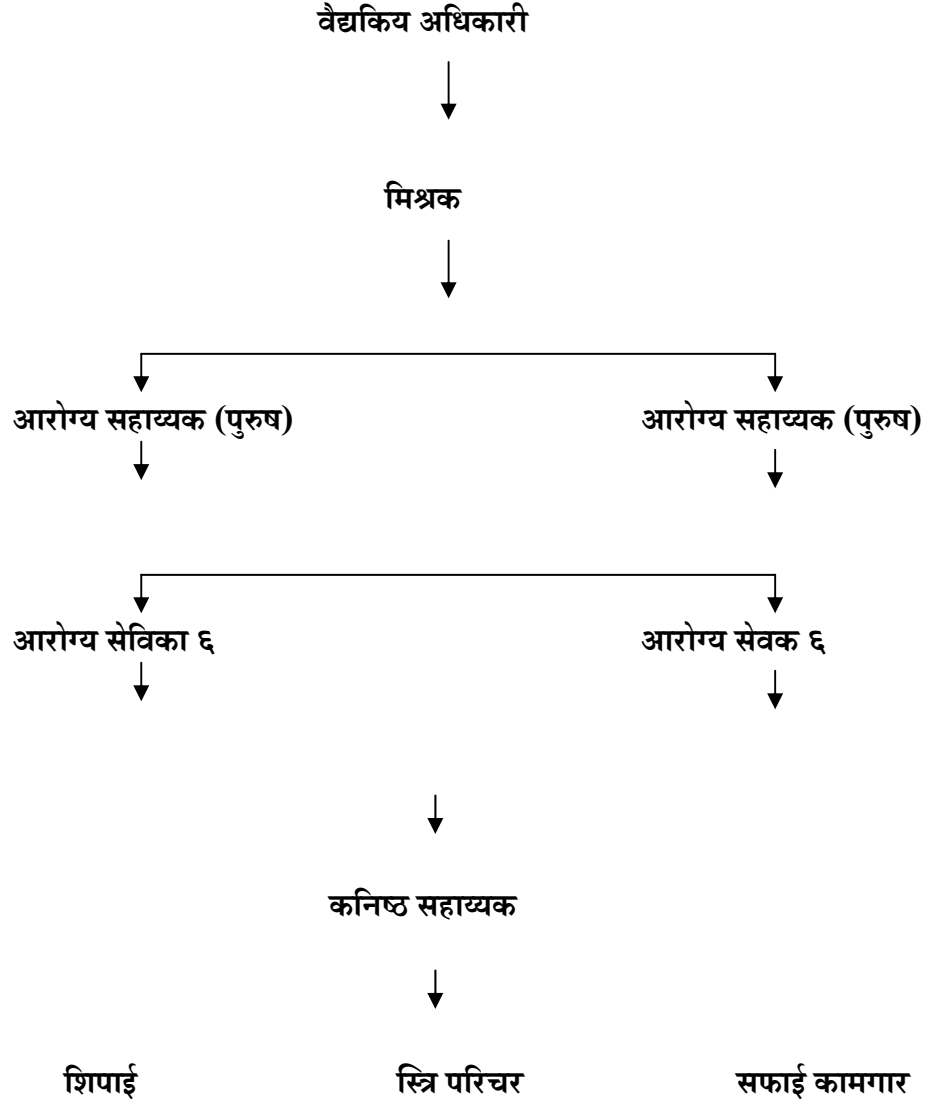 वैद्यकिय अधिकारी
मिश्रक
आरोग्य सहाय्यक (पुरुष) आरोग्य सहाय्यक (पुरुष)
आरोग्य सेविका ६ आरोग्य सेवक ६
कनिष्ठ सहाय्यक
शिपाई स्त्रि परिचर सफाई कामगार